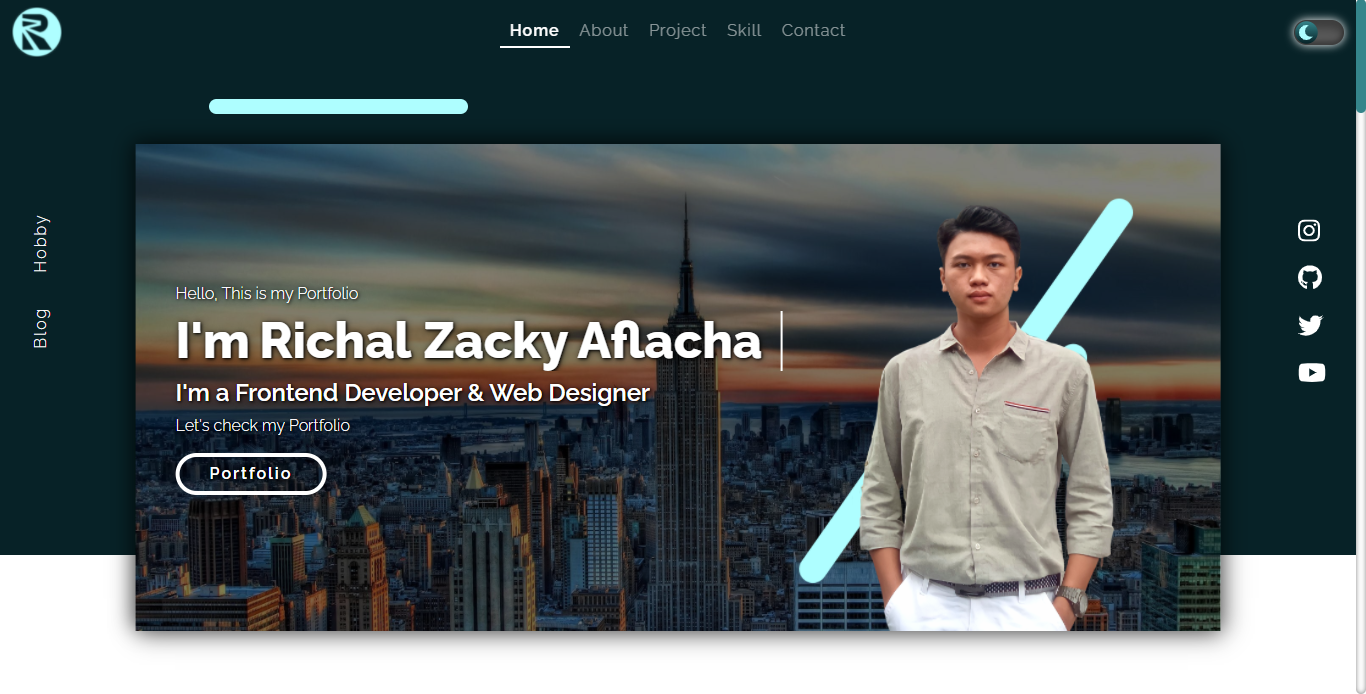 R
Home About Project Skill Contact
Hobby
Blog
Hello, This is my Portfolio
I'm Richal Zacky Aflacha
I'm a Frontend Developer & Web Designer
Let's check my Portfolio
Portfolio